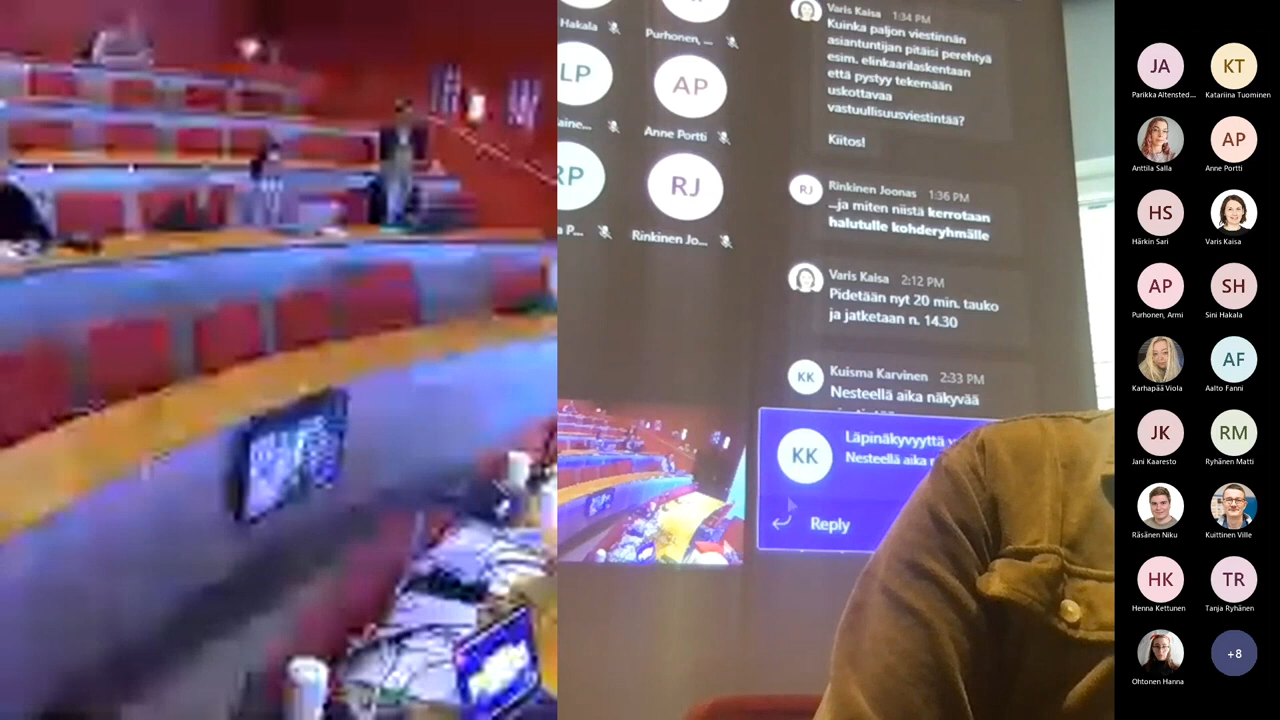 Hakala
Purhonen, ...
LP
AP
aine...
Anne Portti
RP
RJ
a P...
Rinkinen Jo...
Varis Kaisa 1:34 PM
Kuinka paljon viestinnän
asiantuntijan pitäisi perehtyä
esim. elinkaarilaskentaan
että pystyy tekemään
uskottavaa
vastuullisuusviestintää?
Kiitos!
RJ
Rinkinen Joonas 1:36 PM
...ja miten niistä kerrotaan
halutulle kohderyhmälle
Varis Kaisa 2:12 PM
Pidetään nyt 20 min. tauko
ja jatketaan n. 14.30
KK
Kuisma Karvinen 2:33 PM
Nesteellä aika näkyvää
KK
Läpinäkyvyyttä
Nesteellä aika
Reply
JA
Parikka Altensted...
KT
Katariina Tuominen
Anttila Salla
AP
Anne Portti
HS
Härkin Sari
Varis Kaisa
AP
Purhonen, Armi
SH
Sini Hakala
Karhapää Viola
AF
Aalto Fanni
JK
Jani Kaaresto
RM
Ryhänen Matti
Räsänen Niku
Kuittinen Ville
HK
Henna Kettunen
TR
Tanja Ryhänen
Ohtonen Hanna
+8